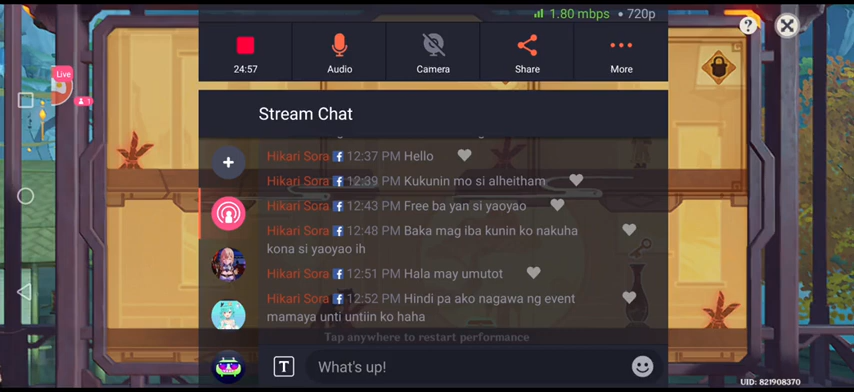 1.80 mbps • 720p
Live
24:57 Audio Camera Share More
Stream Chat
Hikari Sora 12:37 PM Hello
Hikari Sora 12:39 PM Kukunin mo si alheitham
Hikari Sora 12:43 PM Free ba yan si yaoyao
Hikari Sora 12:48 PM Baka mag iba kunin ko nakuha
kona si yaoyao ih
Hikari Sora 12:51 PM Hala may umutot
Hikari Sora 12:52 PM Hindi pa ako nagawa ng event
mamaya unti untiin ko haha
Tap anywhere to restart performance
T What's up!
UID: 821908370